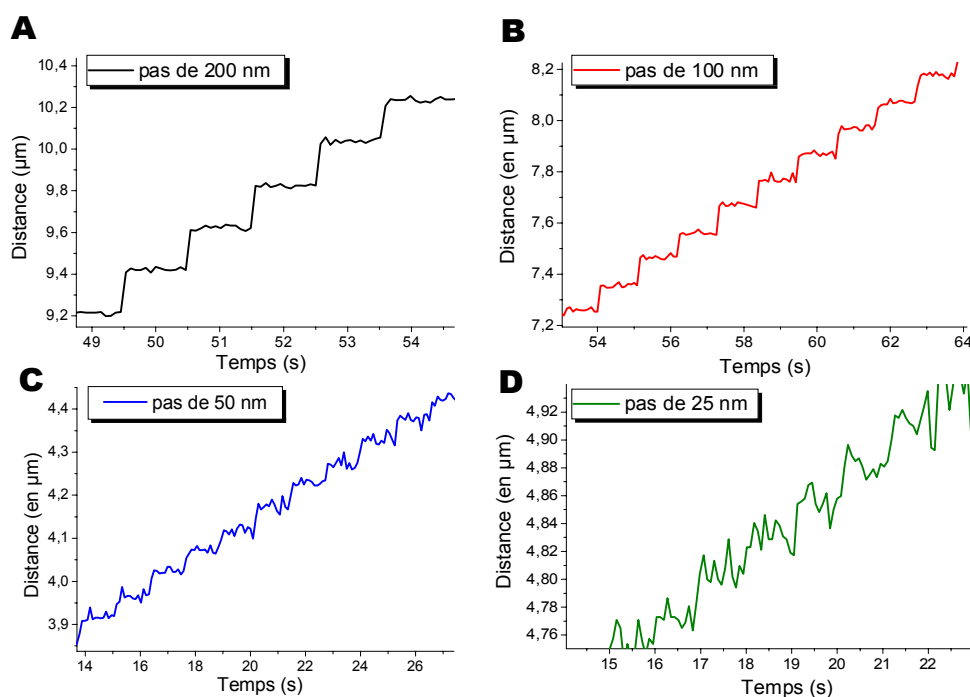 A
pas de 200 nm
10,4
10,2
10,0
9,8
9,6
9,4
9,2
Distance (µm)
49 50 51 52 53 54
Temps (s)
B
pas de 100 nm
8,2
8,0
7,8
7,6
7,4
7,2
Distance (en µm)
54 56 58 60 62 64
Temps (s)
C
pas de 50 nm
4,4
4,3
4,2
4,1
4,0
3,9
Distance (en µm)
14 16 18 20 22 24 26
Temps (s)
D
pas de 25 nm
4,92
4,90
4,88
4,86
4,84
4,82
4,80
4,78
4,76
Distance (en µm)
15 16 17 18 19 20 21 22
Temps (s)